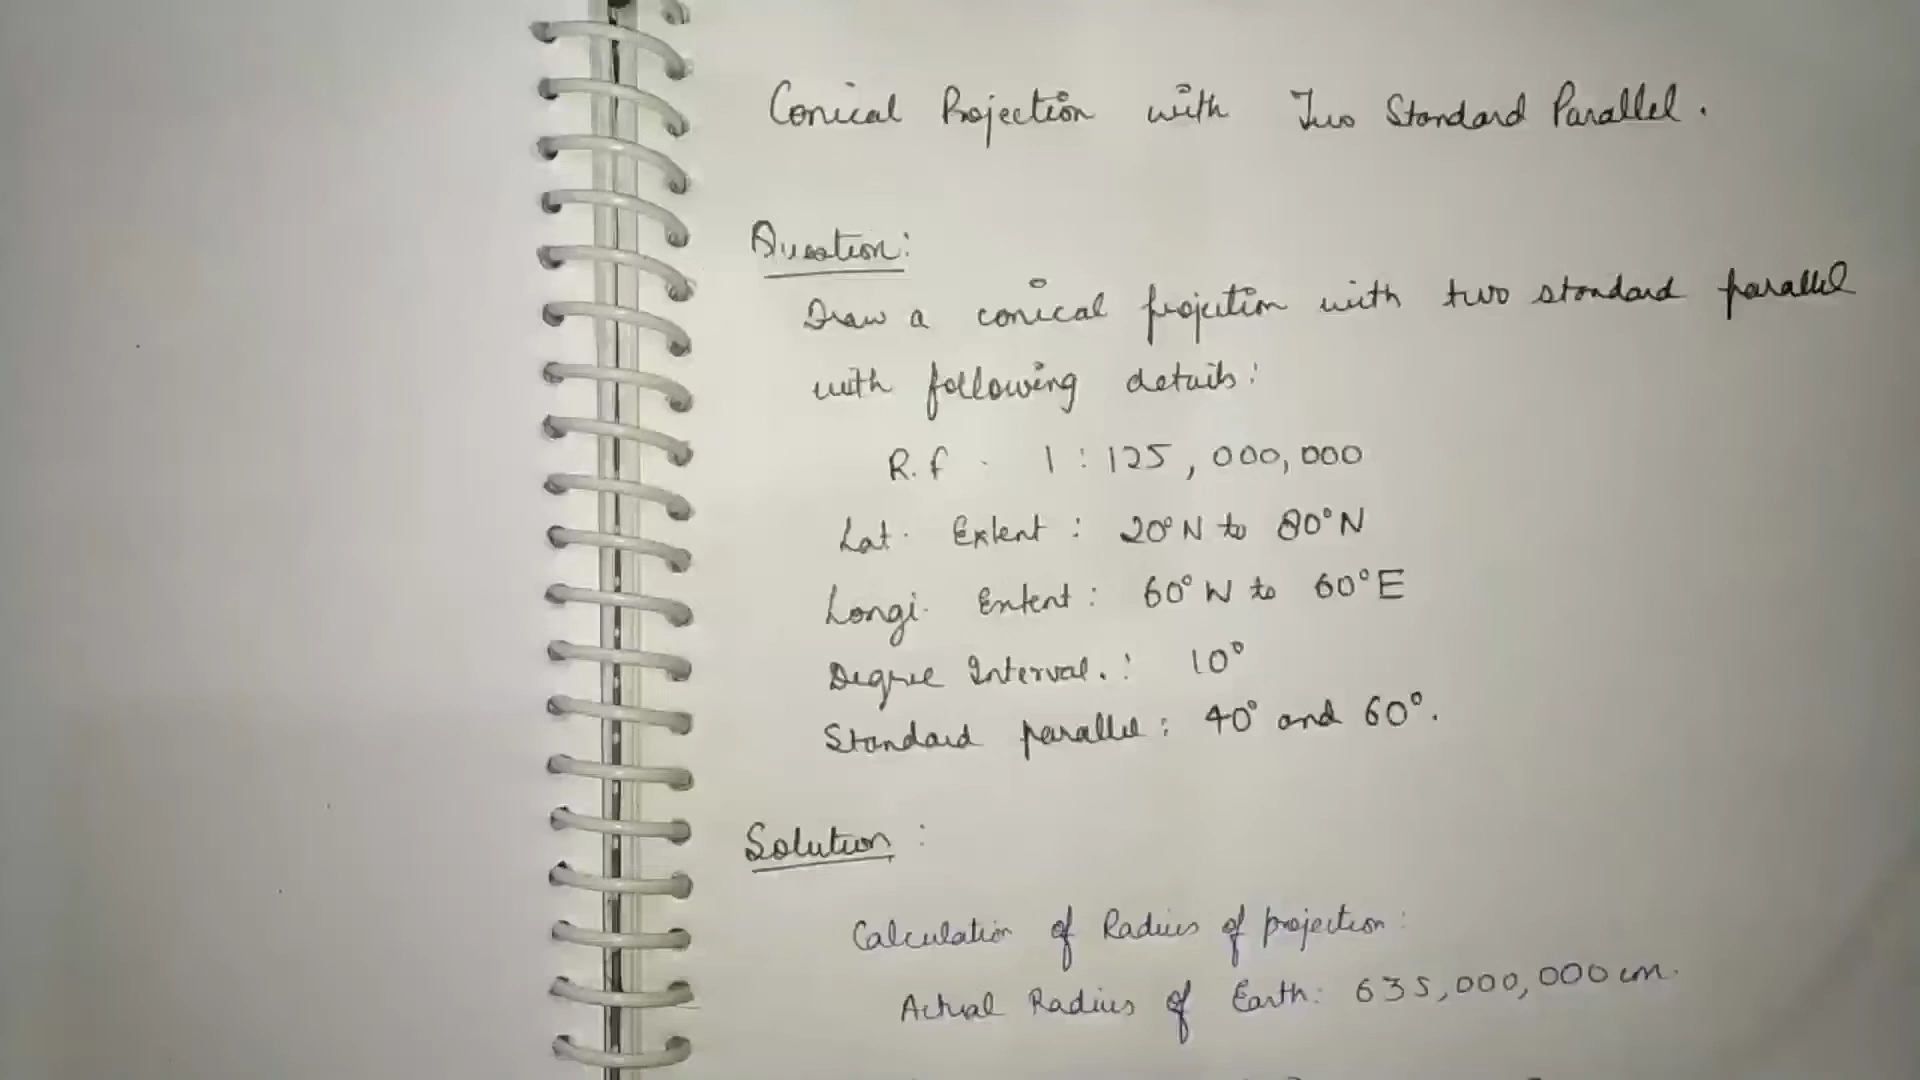 Conical Projection with Two Standard Parallel.
Question:
Draw a conical projection with two standard parallel
with following details:
R.f. 1 : 125,000,000
Lat. Extent : 20°N to 80°N
Longi. Extent : 60°W to 60°E
Degree Interval. : 10°
Standard parallel : 40° and 60°.
Solution :
Calculation of Radius of projection:
Actual Radius of Earth: 635,000,000 cm.